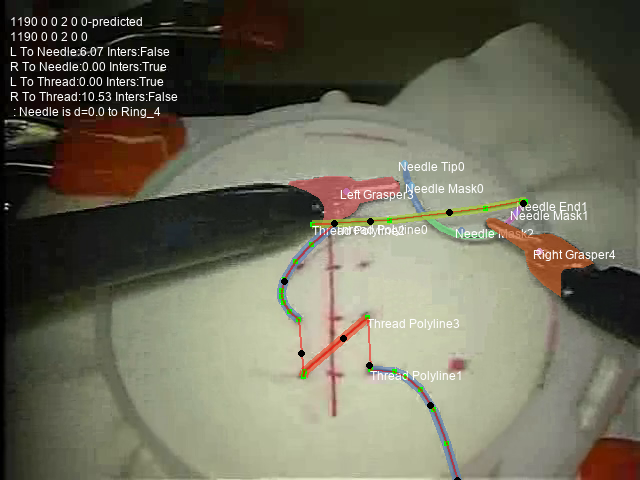 1190 0 0 2 0 0-predicted
1190 0 0 2 0 0
L To Needle:6.07 Inters:False
R To Needle:0.00 Inters:True
L To Thread:0.00 Inters:True
R To Thread:10.53 Inters:False
: Needle is d=0.0 to Ring_4
Needle Tip0
Needle Mask0
Left Grasper3
Needle End1
Needle Mask1
Thread Polyline2
Thread Polyline0
Needle Mask2
Right Grasper4
Thread Polyline3
Thread Polyline1